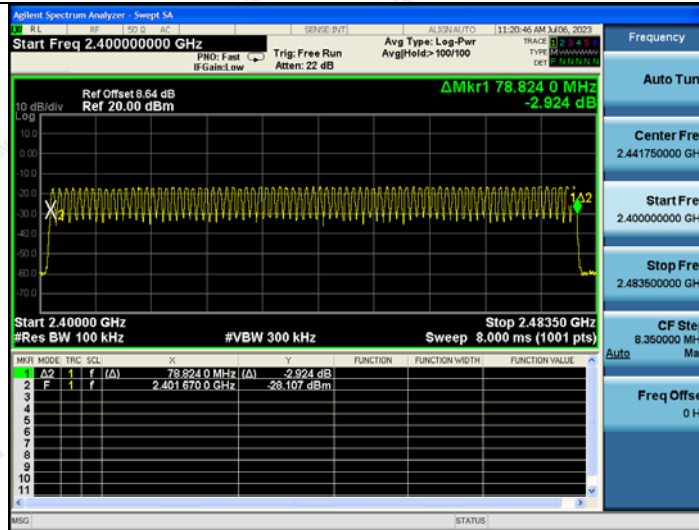 Agilent Spectrum Analyzer - Swept SA
LXI RL RF 50 Ω AC SENSE:INT ALIGN AUTO 11:20:46 AM Jul 06, 2023
Start Freq 2.400000000 GHz
PNO: Fast
IFGain:Low
Trig: Free Run
Atten: 22 dB
Avg Type: Log-Pwr
Avg|Hold:>100/100
TRACE 1 2 3 4 5 6
TYPE M
DET P N N N N N
Ref Offset 8.64 dB
10 dB/div Ref 20.00 dBm
Log
ΔMkr1 78.824 0 MHz
-2.924 dB
10.0
0.00
-10.0
-20.0
-30.0
-40.0
-50.0
-60.0
-70.0
2
1Δ2
Start 2.40000 GHz Stop 2.48350 GHz
#Res BW 100 kHz #VBW 300 kHz Sweep 8.000 ms (1001 pts)
MKR MODE TRC SCL X Y FUNCTION FUNCTION WIDTH FUNCTION VALUE
1 Δ2 1 f (Δ) 78.824 0 MHz (Δ) -2.924 dB
2 F 1 f 2.401 670 0 GHz -28.107 dBm
3
4
5
6
7
8
9
10
11
MSG STATUS
Frequency
Auto Tun
Center Fre
2.441750000 GH
Start Fre
2.400000000 GH
Stop Fre
2.483500000 GH
CF Ste
8.350000 MH
Auto Ma
Freq Offse
0 H